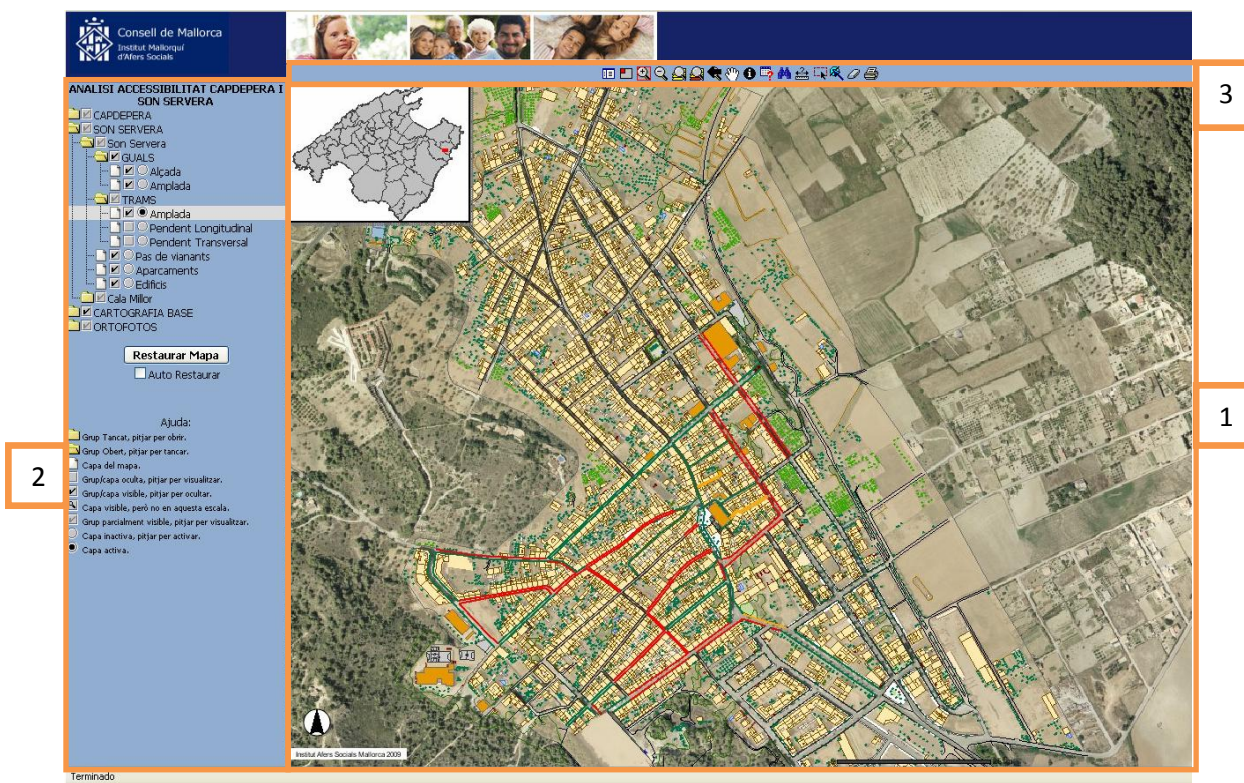 Consell de Mallorca
Institut Mallorquí
d'Afers Socials
3
ANALISI ACCESSIBILITAT CAPDEPERA I
SON SERVERA
CAPDEPERA
SON SERVERA
Son Servera
GUALS
Alçada
Amplada
TRAMS
Amplada
Pendent Longitudinal
Pendent Transversal
Pas de vianants
Aparcaments
Edificis
Cala Millor
CARTOGRAFIA BASE
ORTOFOTOS
Restaurar Mapa
Auto Restaurar
1
Ajuda:
Grup Tancat, pitjar per obrir.
Grup Obert, pitjar per tancar.
Capa del mapa.
2
Grup/capa oculta, pitjar per visualitzar.
Grup/capa visible, pitjar per ocultar.
Capa visible, però no en aquesta escala.
Grup parcialment visible, pitjar per visualitzar.
Capa inactiva, pitjar per activar.
Capa activa.
Institut Afers Socials Mallorca 2009
Terminado